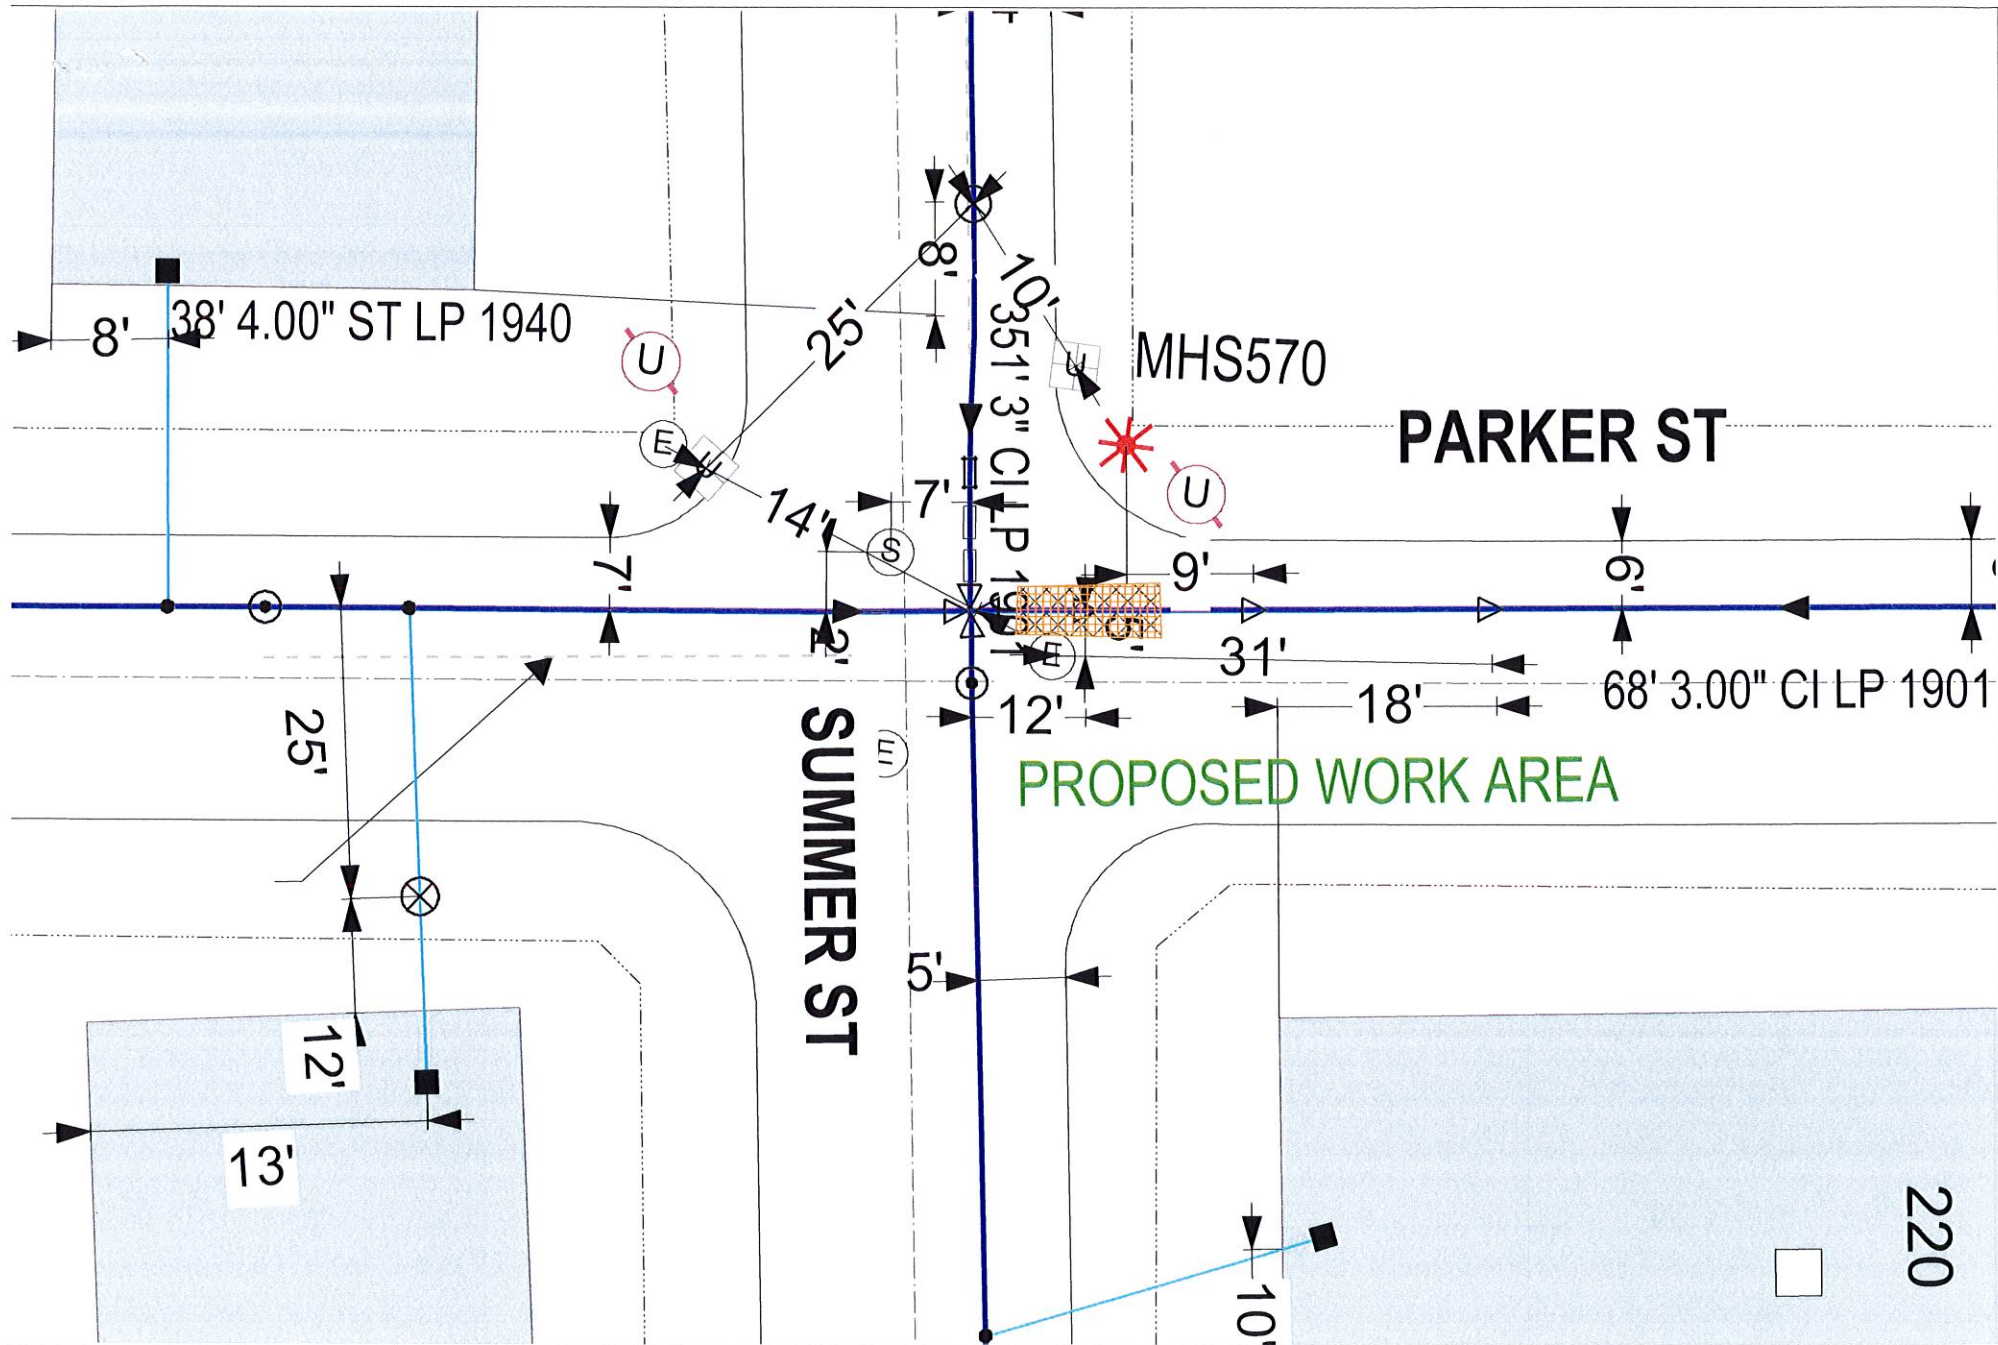 8'
10'
38' 4.00" ST LP 1940
8'
25'
U
U
MHS570
PARKER ST
E
U
351' 3" CI LP 1901
7'
14'
U
S
7'
9'
6'
2'
E
31'
68' 3.00" CI LP 1901
12'
18'
25'
E
PROPOSED WORK AREA
SUMMER ST
5'
12'
13'
220
10'